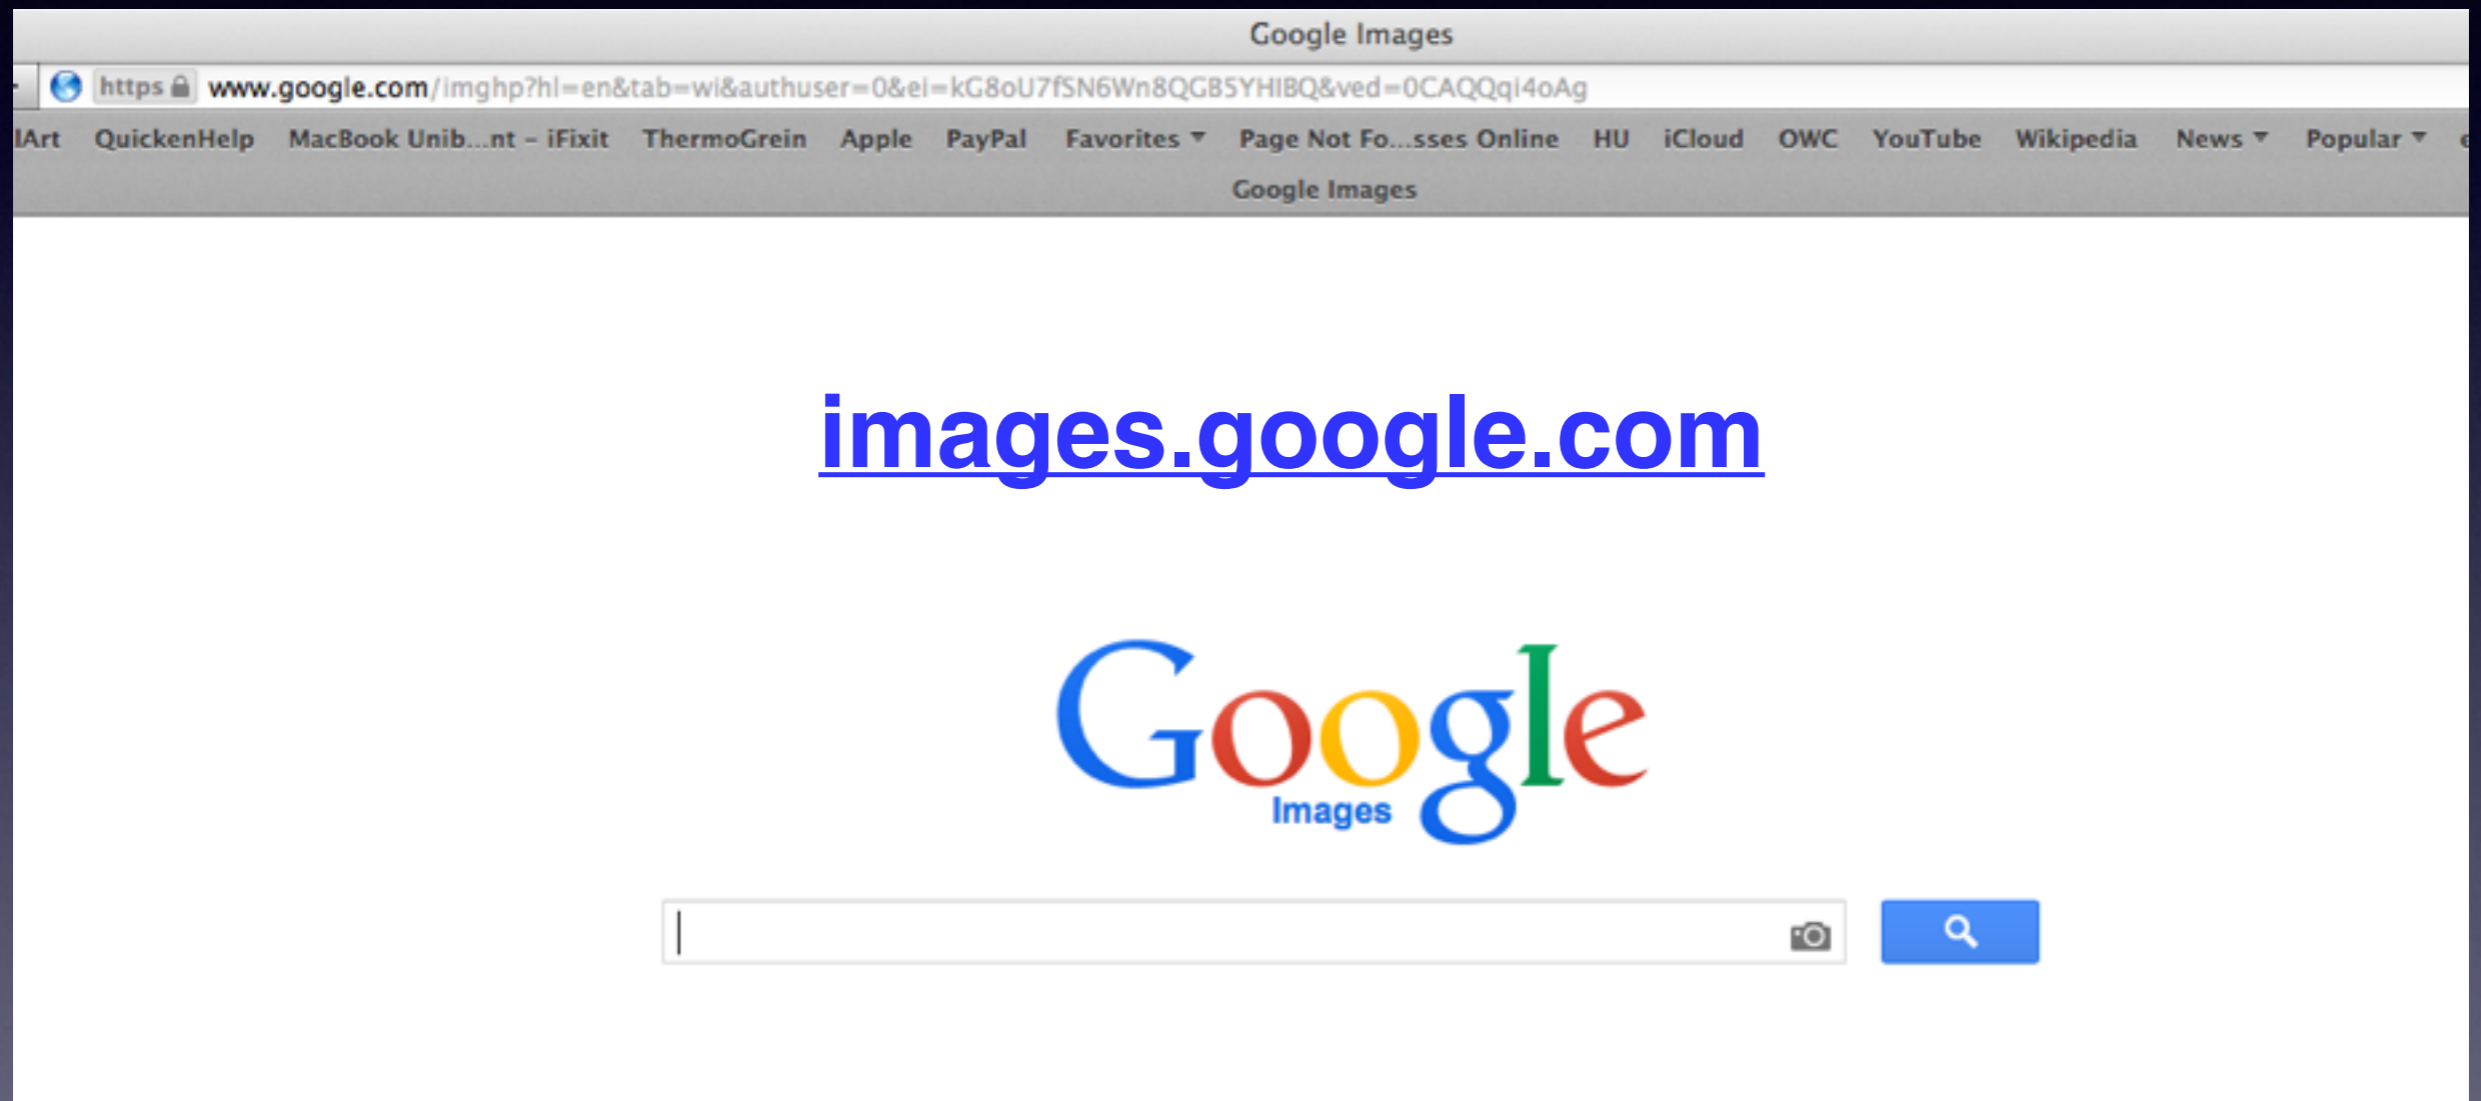 Google Images
https www.google.com/imghp?hl=en&tab=wi&authuser=0&ei=kG8oU7fSN6Wn8QGB5YHIBQ&ved=0CAQQqi4oAg
lArt QuickenHelp MacBook Unib...nt – iFixit ThermoGrein Apple PayPal Favorites Page Not Fo...sses Online HU iCloud OWC YouTube Wikipedia News Popular e
Google Images
images.google.com
Google
Images